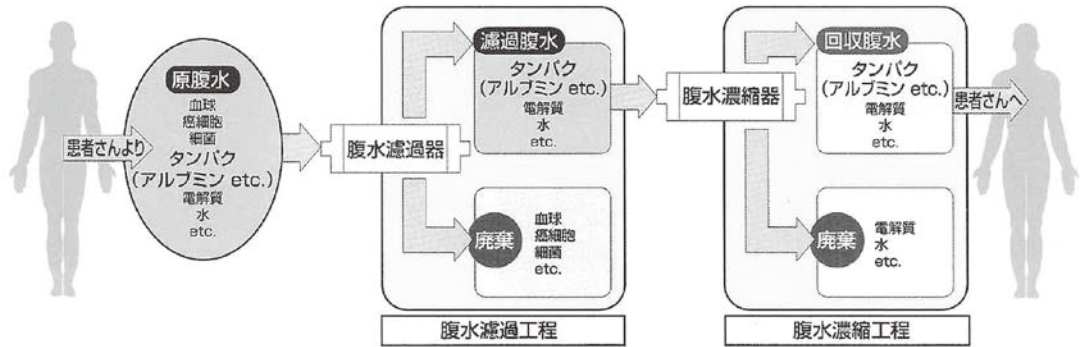 患者さんより
原腹水
血球
癌細胞
細菌
タンパク
(アルブミン etc.)
電解質
水
etc.
腹水濾過器
濾過腹水
タンパク
(アルブミン etc.)
電解質
水
etc.
廃棄
血球
癌細胞
細菌
etc.
腹水濾過工程
腹水濃縮器
回収腹水
タンパク
(アルブミン etc.)
電解質
水
etc.
廃棄
電解質
水
etc.
腹水濃縮工程
患者さんへ